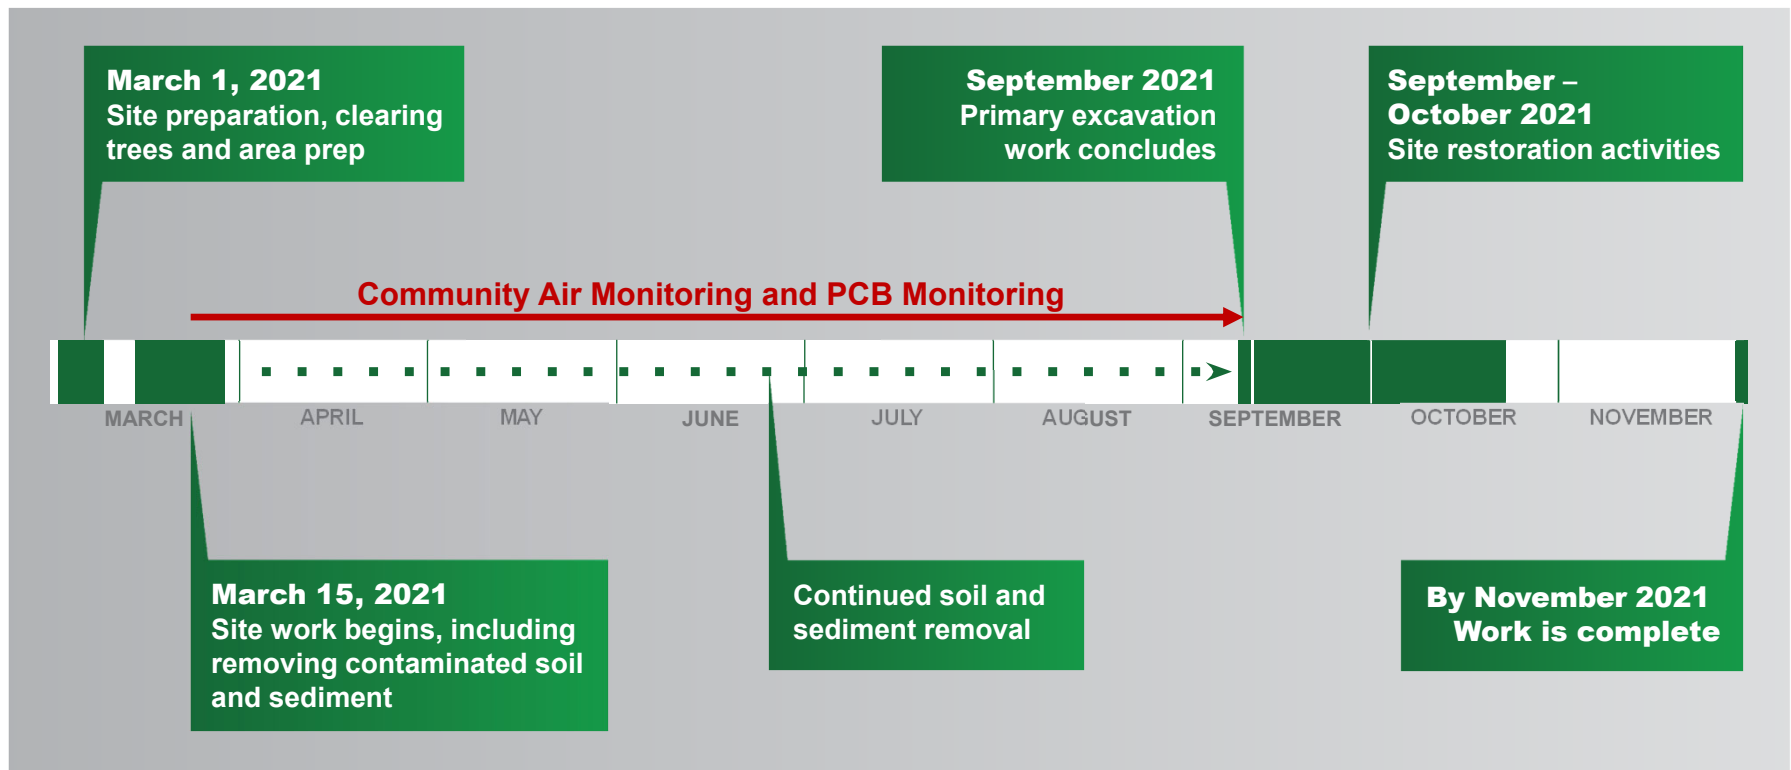 March 1, 2021
Site preparation, clearing
trees and area prep
September 2021
Primary excavation
work concludes
September –
October 2021
Site restoration activities
Community Air Monitoring and PCB Monitoring
MARCH
APRIL
MAY
JUNE
JULY
AUGUST
SEPTEMBER
OCTOBER
NOVEMBER
March 15, 2021
Site work begins, including
removing contaminated soil
and sediment
Continued soil and
sediment removal
By November 2021
Work is complete